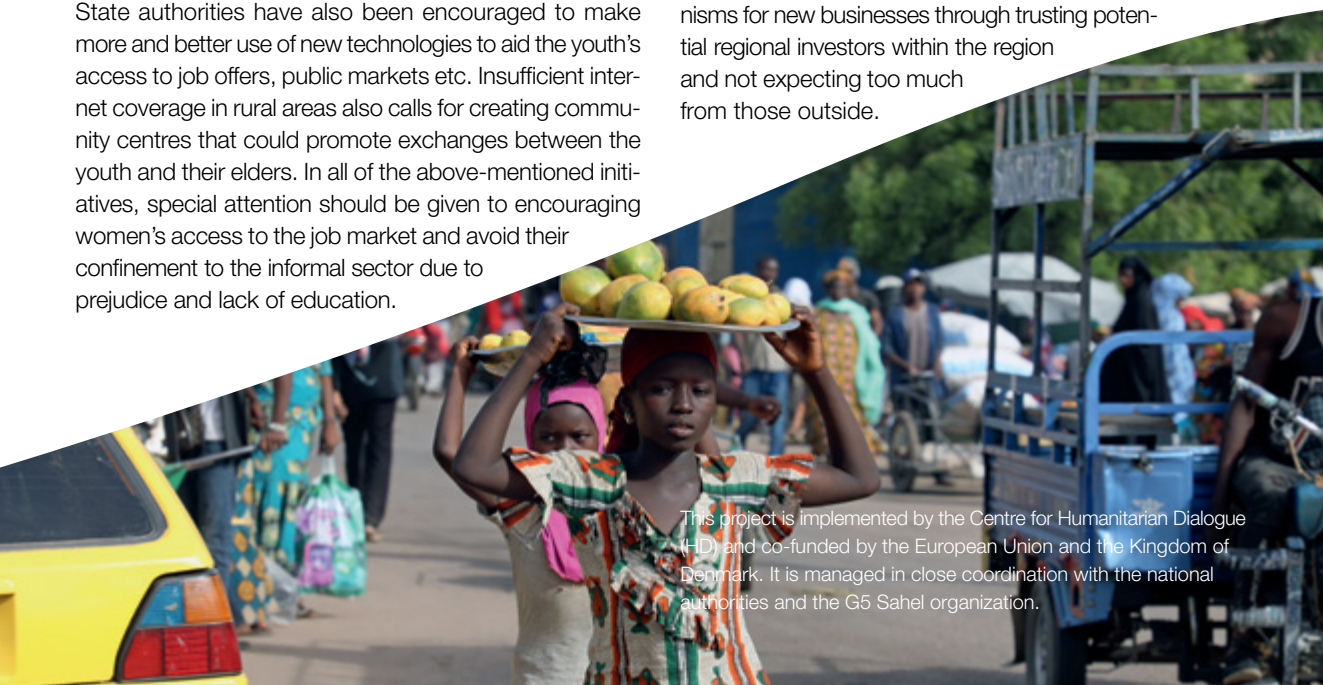 State authorities have also been encouraged to make
more and better use of new technologies to aid the youth's
access to job offers, public markets etc. Insufficient inter-
net coverage in rural areas also calls for creating commu-
nity centres that could promote exchanges between the
youth and their elders. In all of the above-mentioned initi-
atives, special attention should be given to encouraging
women's access to the job market and avoid their
confinement to the informal sector due to
prejudice and lack of education.
nisms for new businesses through trusting poten-
tial regional investors within the region
and not expecting too much
from those outside.
This project is implemented by the Centre for Humanitarian Dialogue
(HD) and co-funded by the European Union and the Kingdom of
Denmark. It is managed in close coordination with the national
authorities and the G5 Sahel organization.